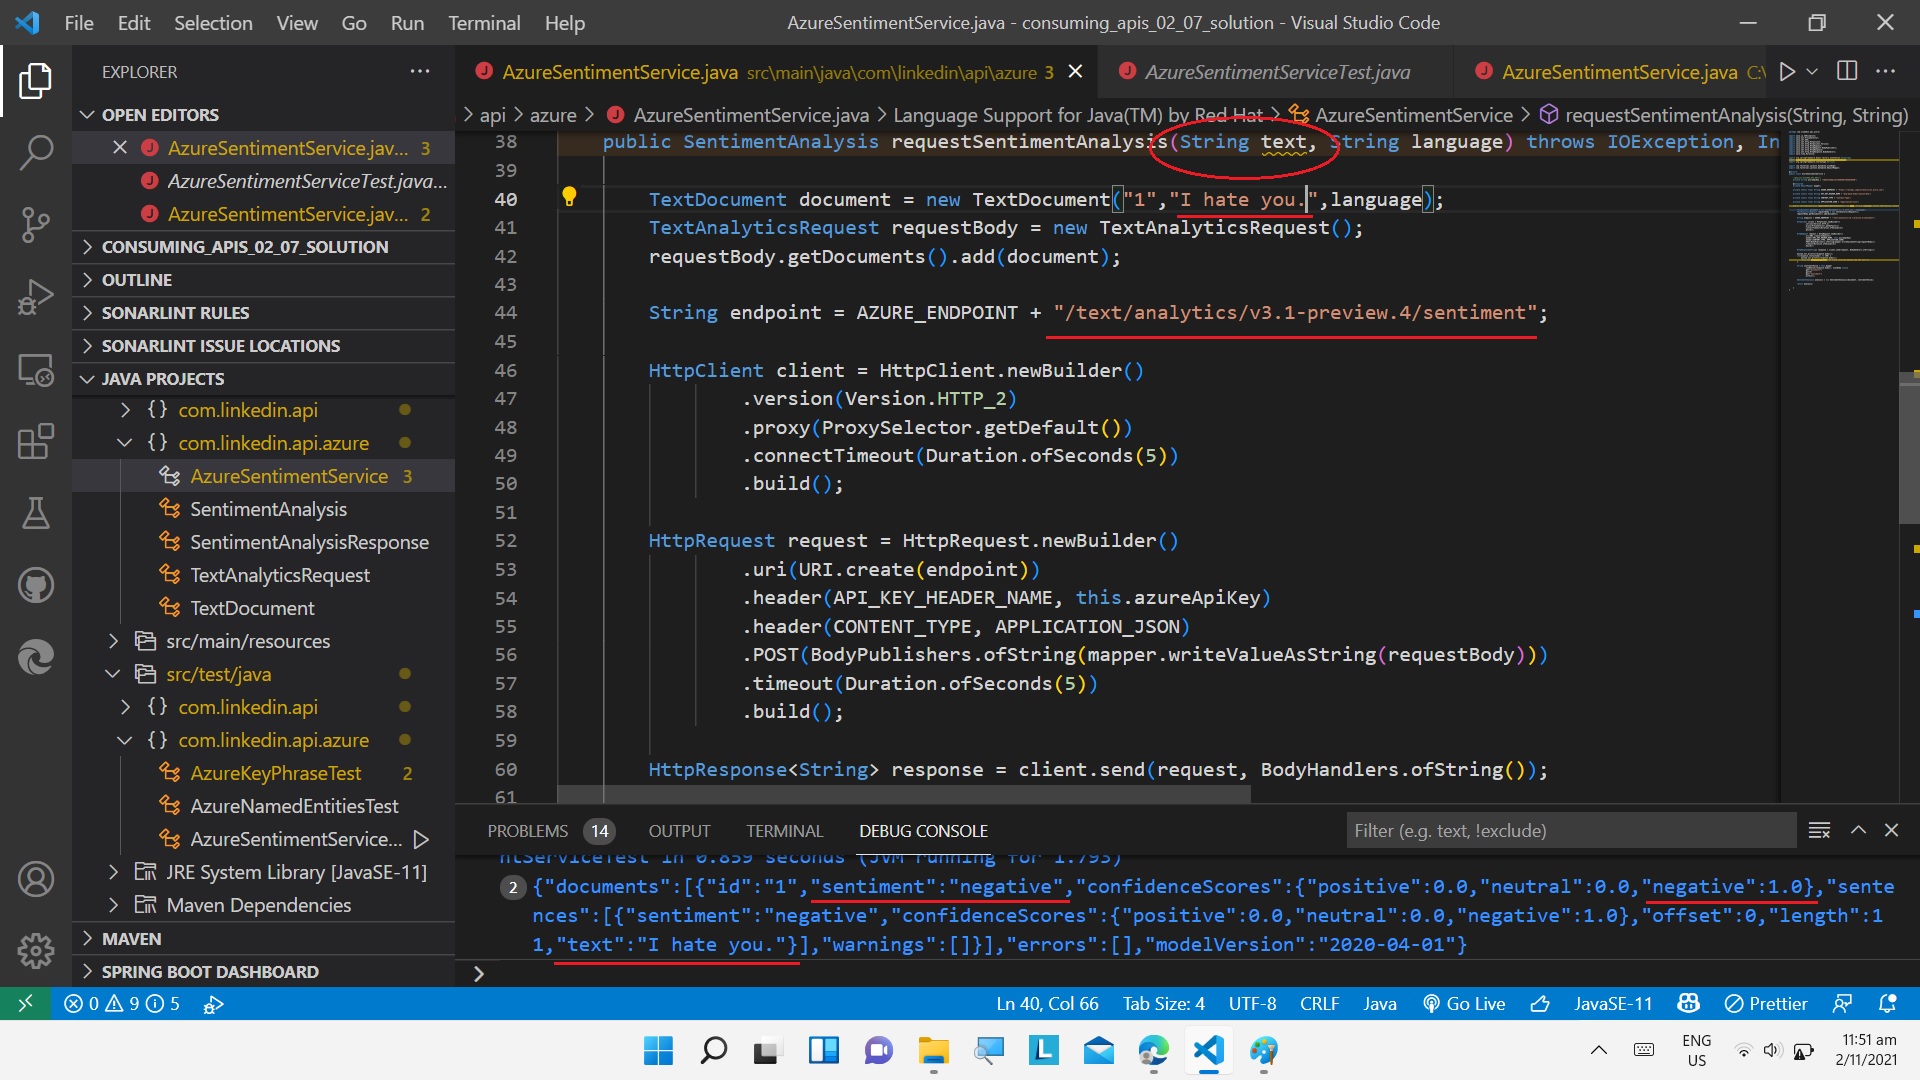 File Edit Selection View Go Run Terminal Help
AzureSentimentService.java - consuming_apis_02_07_solution - Visual Studio Code
EXPLORER
OPEN EDITORS
AzureSentimentService.jav... 3
AzureSentimentServiceTest.java...
AzureSentimentService.jav... 2
CONSUMING_APIS_02_07_SOLUTION
OUTLINE
SONARLINT RULES
SONARLINT ISSUE LOCATIONS
JAVA PROJECTS
{} com.linkedin.api
{} com.linkedin.api.azure
AzureSentimentService 3
SentimentAnalysis
SentimentAnalysisResponse
TextAnalyticsRequest
TextDocument
src/main/resources
src/test/java
{} com.linkedin.api
{} com.linkedin.api.azure
AzureKeyPhraseTest 2
AzureNamedEntitiesTest
AzureSentimentService...
JRE System Library [JavaSE-11]
Maven Dependencies
MAVEN
SPRING BOOT DASHBOARD
J AzureSentimentService.java src\main\java\com\linkedin\api\azure 3
J AzureSentimentServiceTest.java
J AzureSentimentService.java C:\
> api > azure > J AzureSentimentService.java > Language Support for Java(TM) by Red Hat > AzureSentimentService > requestSentimentAnalysis(String, String)
38 public SentimentAnalysis requestSentimentAnalysis(String text, String language) throws IOException, In
39
40 TextDocument document = new TextDocument("1","I hate you.",language);
41 TextAnalyticsRequest requestBody = new TextAnalyticsRequest();
42 requestBody.getDocuments().add(document);
43
44 String endpoint = AZURE_ENDPOINT + "/text/analytics/v3.1-preview.4/sentiment";
45
46 HttpClient client = HttpClient.newBuilder()
47 .version(Version.HTTP_2)
48 .proxy(ProxySelector.getDefault())
49 .connectTimeout(Duration.ofSeconds(5))
50 .build();
51
52 HttpRequest request = HttpRequest.newBuilder()
53 .uri(URI.create(endpoint))
54 .header(API_KEY_HEADER_NAME, this.azureApiKey)
55 .header(CONTENT_TYPE, APPLICATION_JSON)
56 .POST(BodyPublishers.ofString(mapper.writeValueAsString(requestBody)))
57 .timeout(Duration.ofSeconds(5))
58 .build();
59
60 HttpResponse<String> response = client.send(request, BodyHandlers.ofString());
61
PROBLEMS 14 OUTPUT TERMINAL DEBUG CONSOLE
Filter (e.g. text, !exclude)
ntServiceTest in 0.859 seconds (JVM running for 1.793)
2 {"documents":[{"id":"1","sentiment":"negative","confidenceScores":{"positive":0.0,"neutral":0.0,"negative":1.0},"sente
nces":[{"sentiment":"negative","confidenceScores":{"positive":0.0,"neutral":0.0,"negative":1.0},"offset":0,"length":1
1,"text":"I hate you."}],"warnings":[]}],"errors":[],"modelVersion":"2020-04-01"}
>
0 9 5
Ln 40, Col 66 Tab Size: 4 UTF-8 CRLF Java Go Live JavaSE-11 Prettier
L
ENG
US
11:51 am
2/11/2021